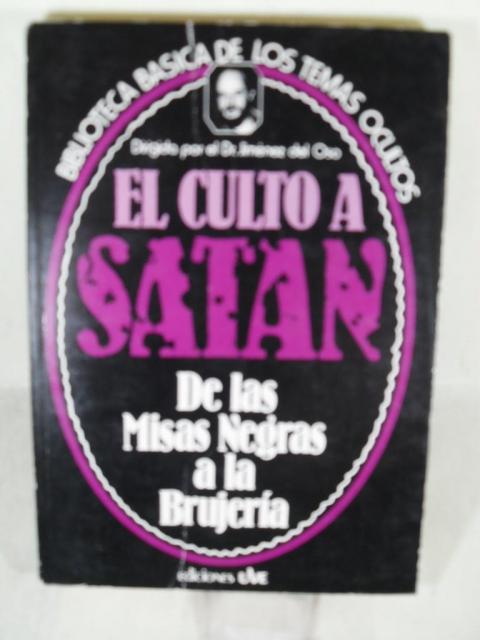 BIBLIOTECA BASICA DE LOS TEMAS OCULTOS
Dirigida por el Dr. Jiménez del Oso
EL CULTO A
SATAN
De las
Misas Negras
a la
Brujería
ediciones UVE